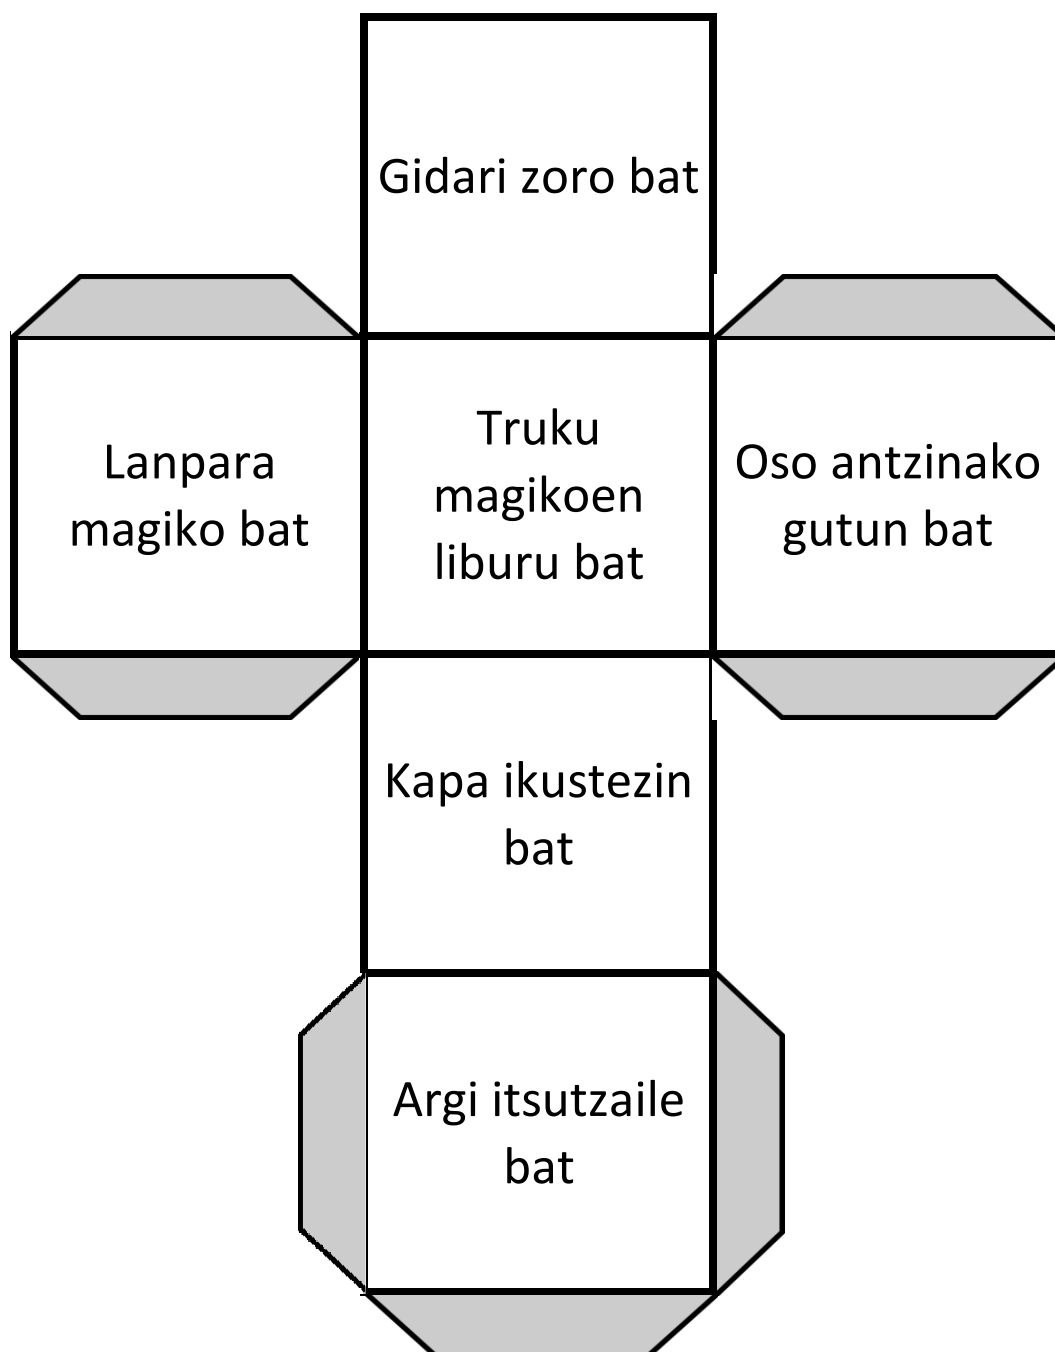 Gidari zoro bat
Lanpara
magiko bat
Truku
magikoen
liburu bat
Oso antzinako
gutun bat
Kapa ikustezin
bat
Argi itsutzaile
bat